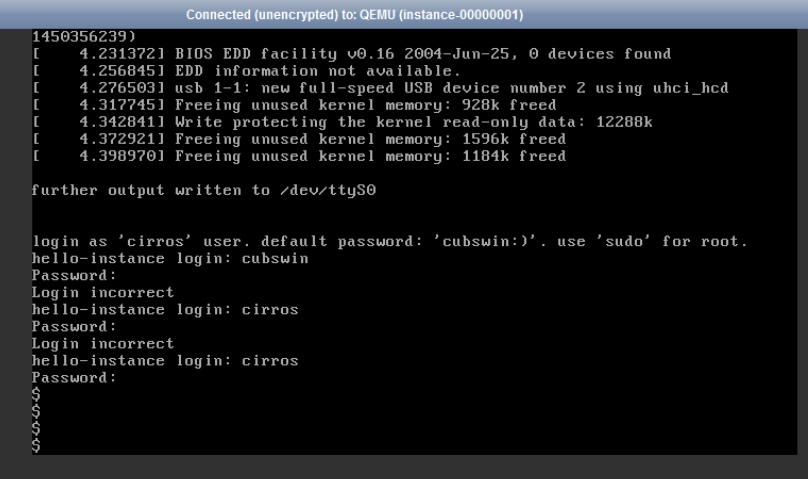 Connected (unencrypted) to: QEMU (instance-00000001)
1450356239)
[    4.231372] BIOS EDD facility v0.16 2004-Jun-25, 0 devices found
[    4.256845] EDD information not available.
[    4.276503] usb 1-1: new full-speed USB device number 2 using uhci_hcd
[    4.317745] Freeing unused kernel memory: 928k freed
[    4.342841] Write protecting the kernel read-only data: 12288k
[    4.372921] Freeing unused kernel memory: 1596k freed
[    4.398970] Freeing unused kernel memory: 1184k freed
further output written to /dev/ttyS0
login as 'cirros' user. default password: 'cubswin:)'. use 'sudo' for root.
hello-instance login: cubswin
Password:
Login incorrect
hello-instance login: cirros
Password:
Login incorrect
hello-instance login: cirros
Password:
$
$
$
$